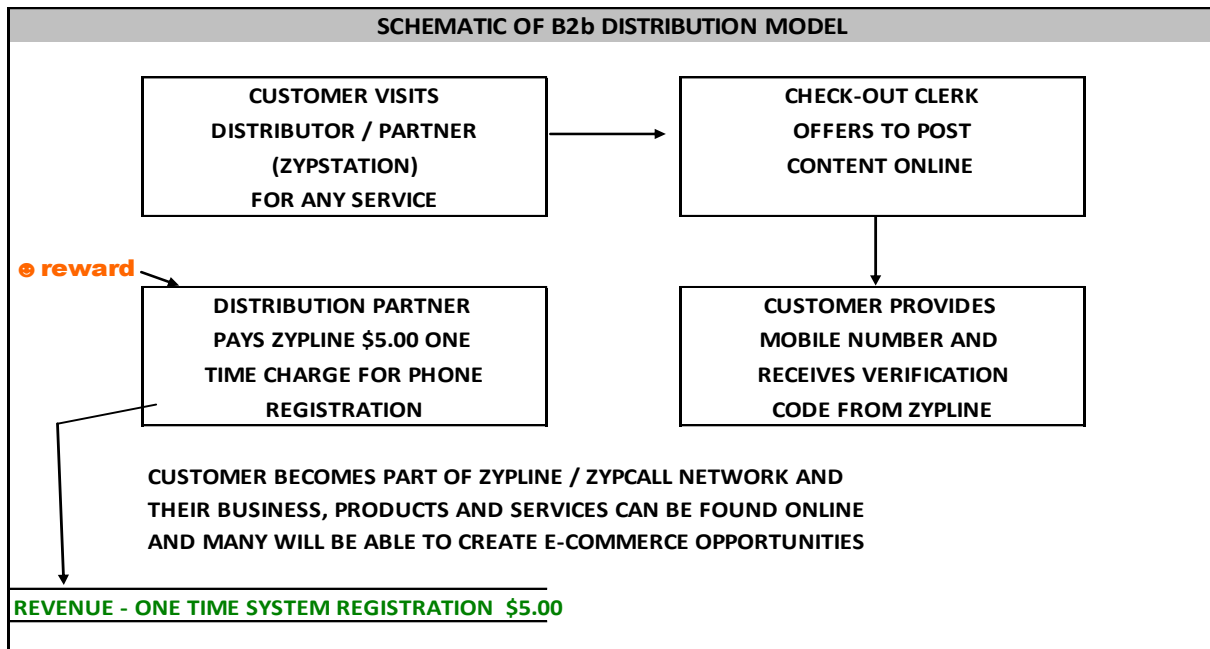 SCHEMATIC OF B2b DISTRIBUTION MODEL
CUSTOMER VISITS
DISTRIBUTOR / PARTNER
(ZYPSTATION)
FOR ANY SERVICE
CHECK-OUT CLERK
OFFERS TO POST
CONTENT ONLINE
reward
DISTRIBUTION PARTNER
PAYS ZYPLINE $5.00 ONE
TIME CHARGE FOR PHONE
REGISTRATION
CUSTOMER PROVIDES
MOBILE NUMBER AND
RECEIVES VERIFICATION
CODE FROM ZYPLINE
CUSTOMER BECOMES PART OF ZYPLINE / ZYPCALL NETWORK AND
THEIR BUSINESS, PRODUCTS AND SERVICES CAN BE FOUND ONLINE
AND MANY WILL BE ABLE TO CREATE E-COMMERCE OPPORTUNITIES
REVENUE - ONE TIME SYSTEM REGISTRATION $5.00